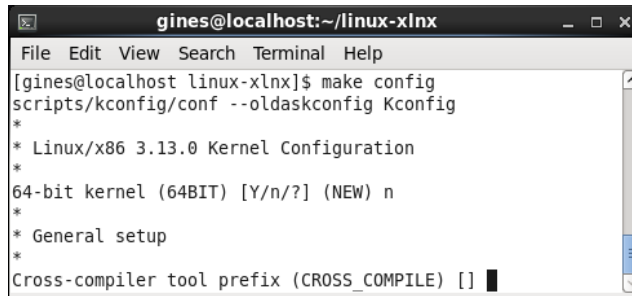 gines@localhost:~/linux-xlnx
File Edit View Search Terminal Help
[gines@localhost linux-xlnx]$ make config
scripts/kconfig/conf --oldaskconfig Kconfig
*
* Linux/x86 3.13.0 Kernel Configuration
*
64-bit kernel (64BIT) [Y/n/?] (NEW) n
*
* General setup
*
Cross-compiler tool prefix (CROSS_COMPILE) []